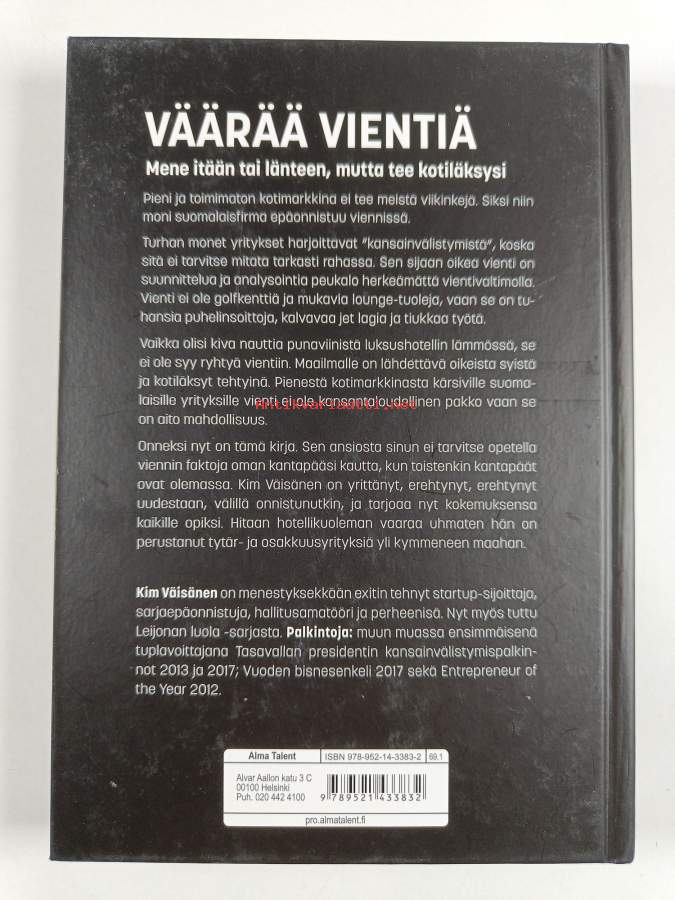 VÄÄRÄÄ VIENTIÄ
Mene itään tai länteen, mutta tee kotiläksysi
Pieni ja toimimaton kotimarkkina ei tee meistä viikinkejä. Siksi niin
moni suomalaisfirma epäonnistuu viennissä.
Turhan monet yritykset harjoittavat "kansainvälistymistä", koska
sitä ei tarvitse mitata tarkasti rahassa. Sen sijaan oikea vienti on
suunnittelua ja analysointia peukalo herkeämättä vientivaltimolla.
Vienti ei ole golfkenttiä ja mukavia lounge-tuoleja, vaan se on tu-
hansia puhelinsoittoja, kalvavaa jet lagia ja tiukkaa työtä.
Vaikka olisi kiva nauttia punaviinistä luksushotellin lämmössä, se
ei ole syy ryhtyä vientiin. Maailmalle on lähdettävä oikeista syistä
ja kotiläksyt tehtyinä. Pienestä kotimarkkinasta kärsiville suoma-
laisille yrityksille vienti ei ole kansantaloudellinen pakko vaan se
Antikvariaatti.net
on aito mahdollisuus.
Onneksi nyt on tämä kirja. Sen ansiosta sinun ei tarvitse opetella
viennin faktoja oman kantapääsi kautta, kun toistenkin kantapäät
ovat olemassa. Kim Väisänen on yrittänyt, erehtynyt, erehtynyt
uudestaan, välillä onnistunutkin, ja tarjoaa nyt kokemuksensa
kaikille opiksi. Hitaan hotellikuoleman vaaraa uhmaten hän on
perustanut tytär- ja osakkuusyrityksiä yli kymmeneen maahan.
Kim Väisänen on menestyksekkään exitin tehnyt startup-sijoittaja,
sarjaepäonnistuja, hallitusamatööri ja perheenisä. Nyt myös tuttu
Leijonan luola -sarjasta. Palkintoja: muun muassa ensimmäisenä
tuplavoittajana Tasavallan presidentin kansainvälistymispalkin-
not 2013 ja 2017; Vuoden bisnesenkeli 2017 sekä Entrepreneur of
the Year 2012.
Alma Talent
ISBN 978-952-14-3383-2
69.1
Alvar Aallon katu 3 C
00100 Helsinki
Puh. 020 442 4100
9 789521 433832
pro.almatalent.fi